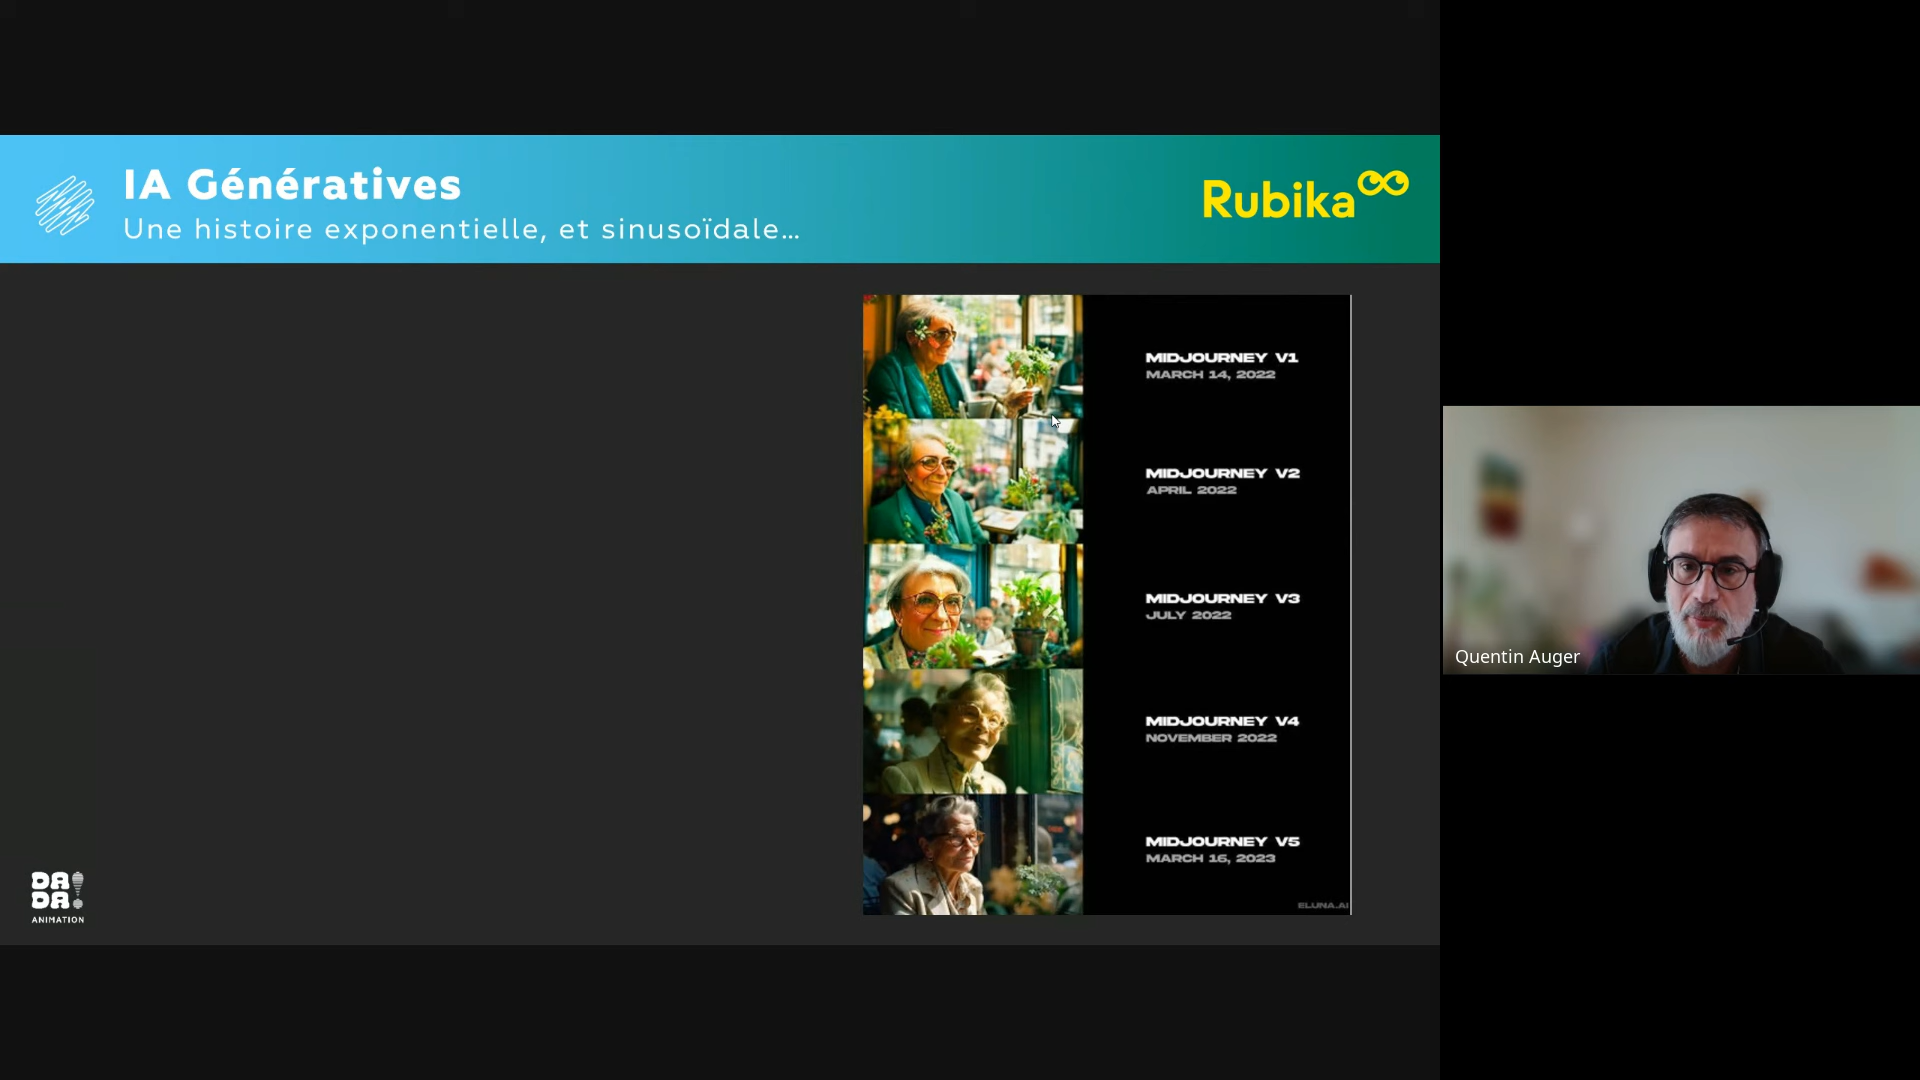 IA Génératives
Une histoire exponentielle, et sinusoïdale...
Rubika
MIDJOURNEY V1
MARCH 14, 2022
MIDJOURNEY V2
APRIL 2022
MIDJOURNEY V3
JULY 2022
MIDJOURNEY V4
NOVEMBER 2022
MIDJOURNEY V5
MARCH 16, 2023
ELUNA.AI
DA
DA!
ANIMATION
Quentin Auger